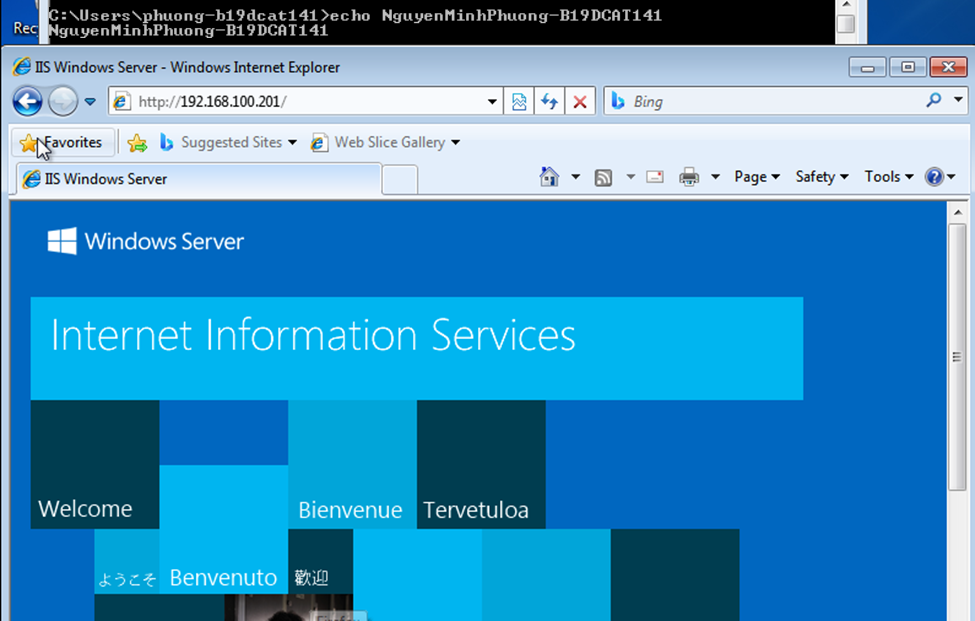 C:\Users\phuong-b19dcat141>echo NguyenMinhPhuong-B19DCAT141
NguyenMinhPhuong-B19DCAT141
Rec
IIS Windows Server - Windows Internet Explorer
http://192.168.100.201/
Bing
Favorites
Suggested Sites
Web Slice Gallery
IIS Windows Server
Page
Safety
Tools
Windows Server
Internet Information Services
Welcome
Bienvenue
Tervetuloa
ようこそ
Benvenuto
歡迎